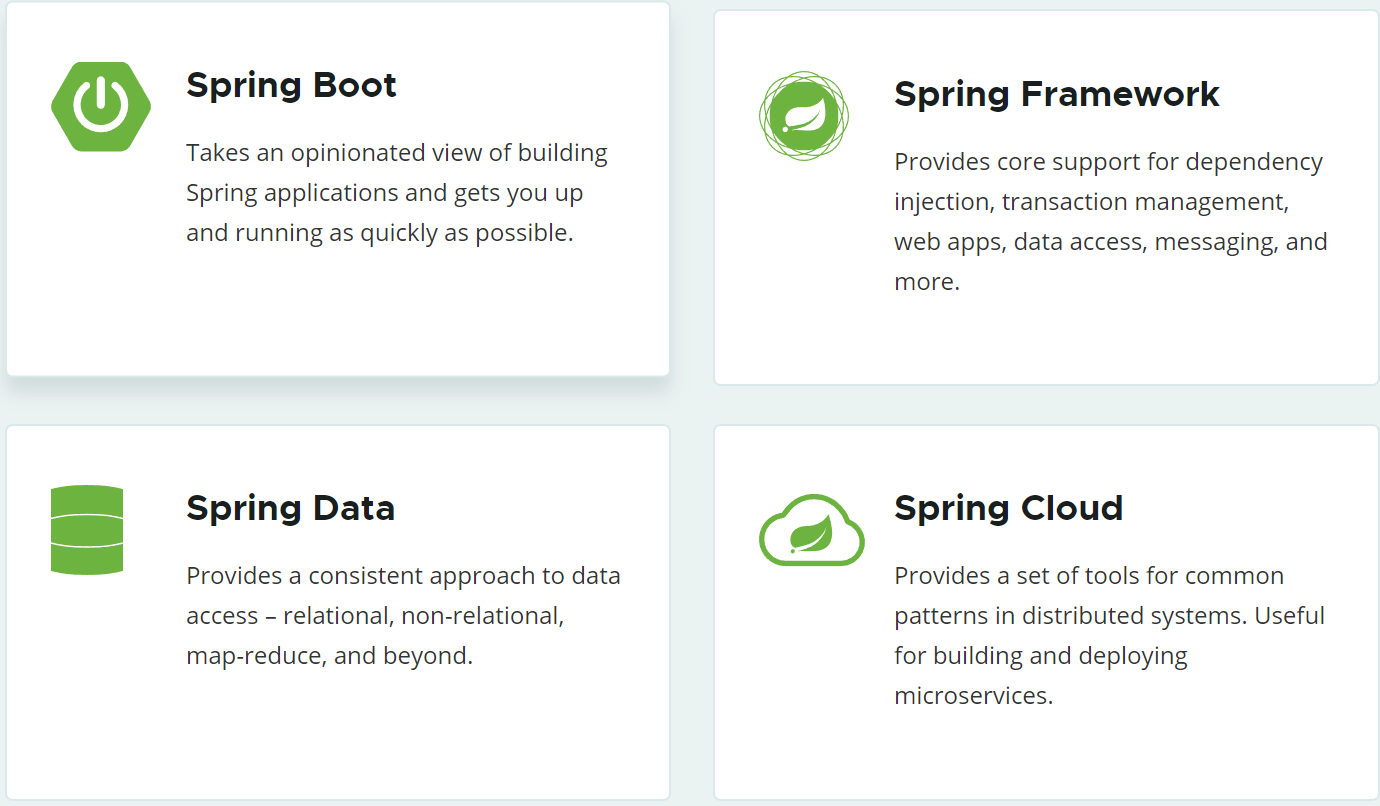 Spring Boot
Takes an opinionated view of building
Spring applications and gets you up
and running as quickly as possible.
Spring Framework
Provides core support for dependency
injection, transaction management,
web apps, data access, messaging, and
more.
Spring Data
Provides a consistent approach to data
access – relational, non-relational,
map-reduce, and beyond.
Spring Cloud
Provides a set of tools for common
patterns in distributed systems. Useful
for building and deploying
microservices.